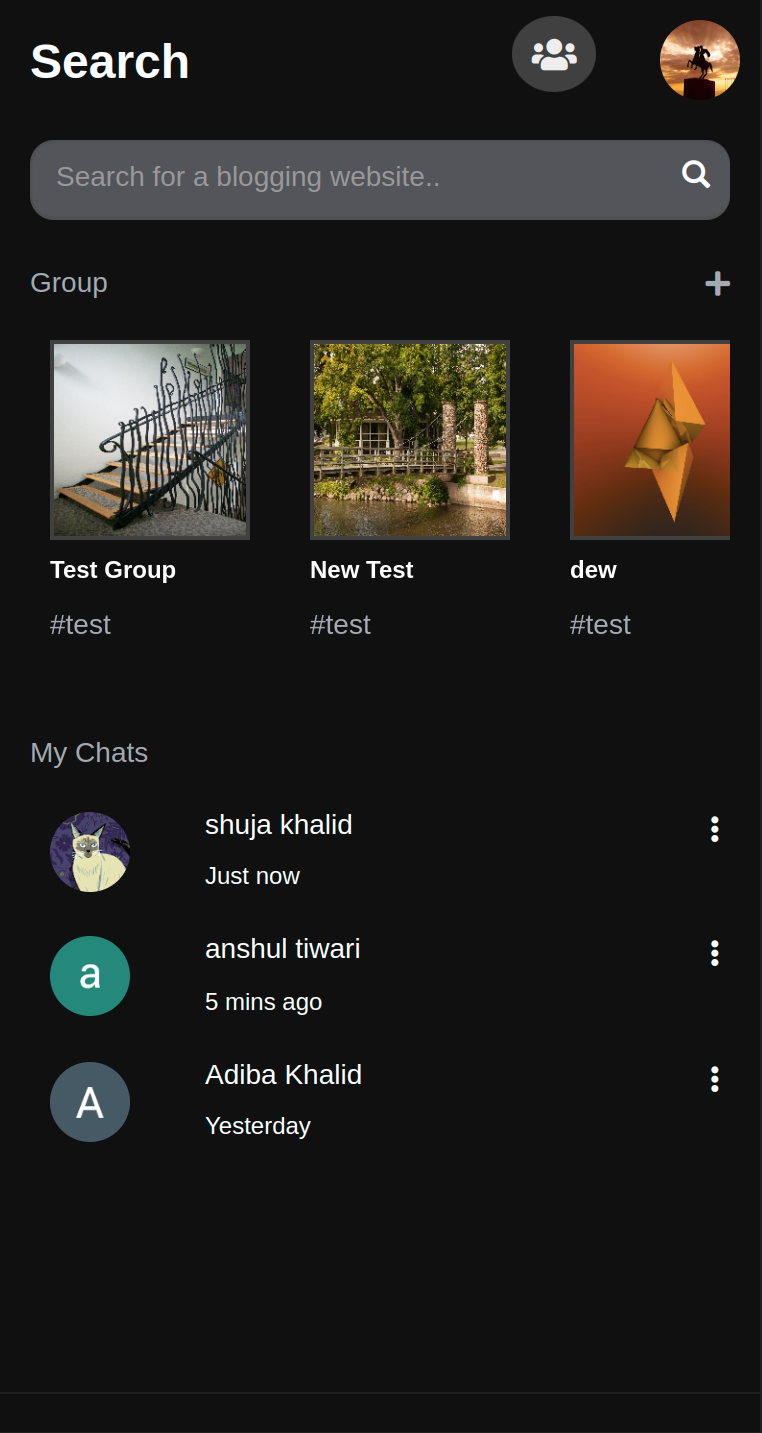 Search
Search for a blogging website..
Group
Test Group
New Test
dew
#test
#test
#test
My Chats
shuja khalid
Just now
a
anshul tiwari
5 mins ago
A
Adiba Khalid
Yesterday